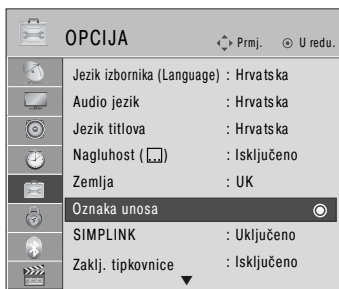 OPCIJA
Prmj. U redu.
Jezik izbornika (Language) : Hrvatska
Audio jezik : Hrvatska
Jezik titlova : Hrvatska
Nagluhost ( ) : Isključeno
Zemlja : UK
Oznaka unosa
SIMPLINK : Uključeno
Zaklj. tipkovnice : Isključeno